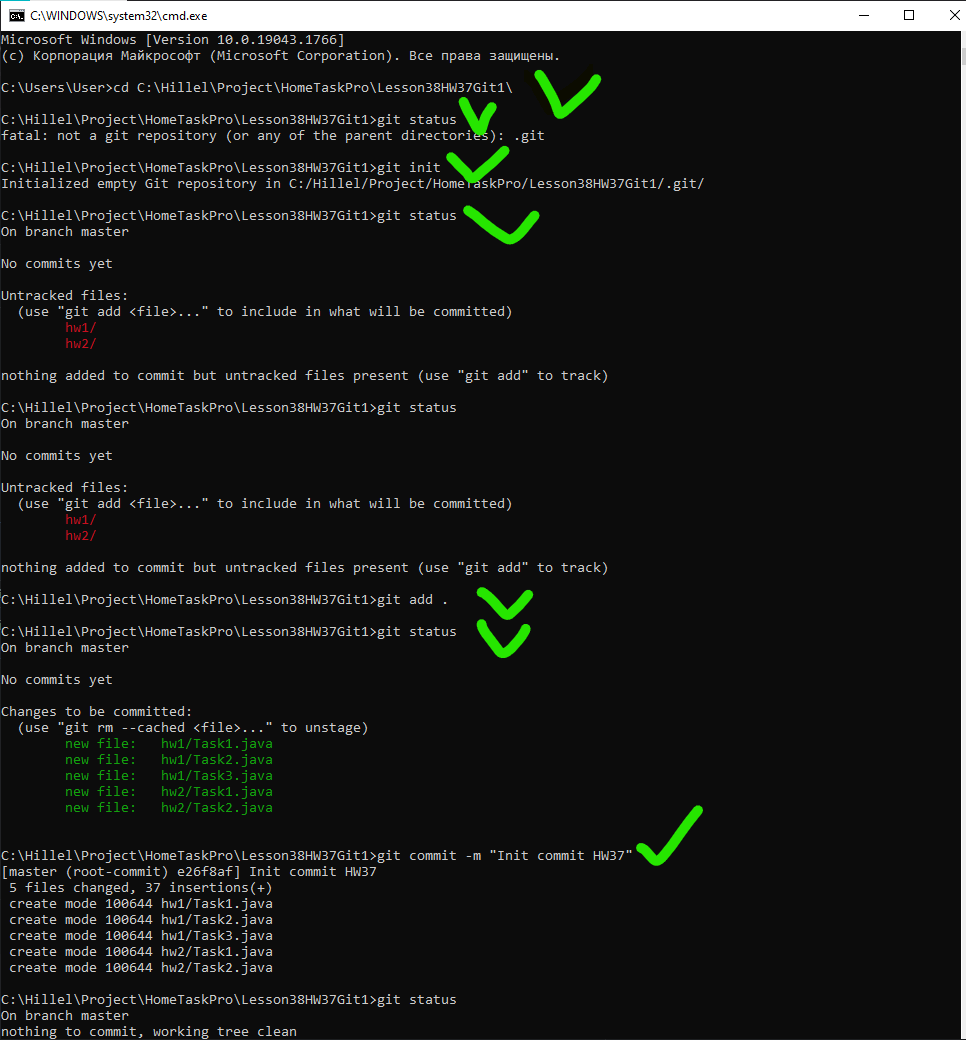 C:\WINDOWS\system32\cmd.exe
Microsoft Windows [Version 10.0.19043.1766]
(c) Корпорация Майкрософт (Microsoft Corporation). Все права защищены.
C:\Users\User>cd C:\Hillel\Project\HomeTaskPro\Lesson38HW37Git1\
C:\Hillel\Project\HomeTaskPro\Lesson38HW37Git1>git status
fatal: not a git repository (or any of the parent directories): .git
C:\Hillel\Project\HomeTaskPro\Lesson38HW37Git1>git init
Initialized empty Git repository in C:/Hillel/Project/HomeTaskPro/Lesson38HW37Git1/.git/
C:\Hillel\Project\HomeTaskPro\Lesson38HW37Git1>git status
On branch master
No commits yet
Untracked files:
(use "git add <file>..." to include in what will be committed)
hw1/
hw2/
nothing added to commit but untracked files present (use "git add" to track)
C:\Hillel\Project\HomeTaskPro\Lesson38HW37Git1>git status
On branch master
No commits yet
Untracked files:
(use "git add <file>..." to include in what will be committed)
hw1/
hw2/
nothing added to commit but untracked files present (use "git add" to track)
C:\Hillel\Project\HomeTaskPro\Lesson38HW37Git1>git add .
C:\Hillel\Project\HomeTaskPro\Lesson38HW37Git1>git status
On branch master
No commits yet
Changes to be committed:
(use "git rm --cached <file>..." to unstage)
new file:   hw1/Task1.java
new file:   hw1/Task2.java
new file:   hw1/Task3.java
new file:   hw2/Task1.java
new file:   hw2/Task2.java
C:\Hillel\Project\HomeTaskPro\Lesson38HW37Git1>git commit -m "Init commit HW37"
[master (root-commit) e26f8af] Init commit HW37
5 files changed, 37 insertions(+)
create mode 100644 hw1/Task1.java
create mode 100644 hw1/Task2.java
create mode 100644 hw1/Task3.java
create mode 100644 hw2/Task1.java
create mode 100644 hw2/Task2.java
C:\Hillel\Project\HomeTaskPro\Lesson38HW37Git1>git status
On branch master
nothing to commit, working tree clean